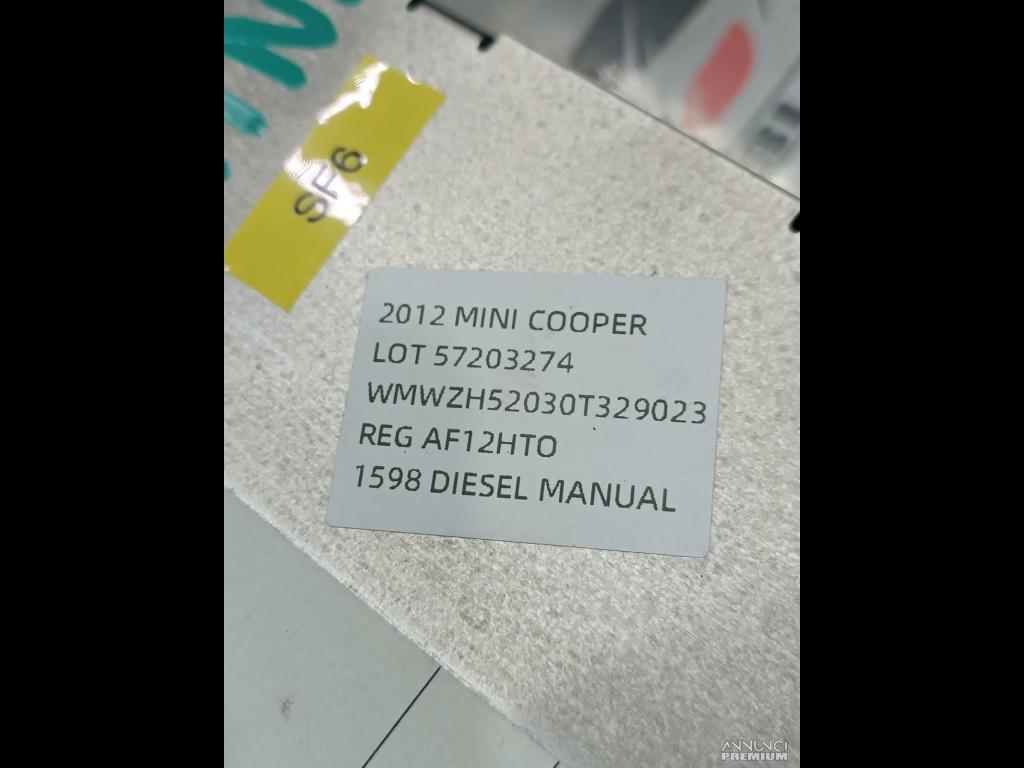 SF6
2012 MINI COOPER
LOT 57203274
WMWZH52030T329023
REG AF12HTO
1598 DIESEL MANUAL
ANNUNCI
PREMIUM